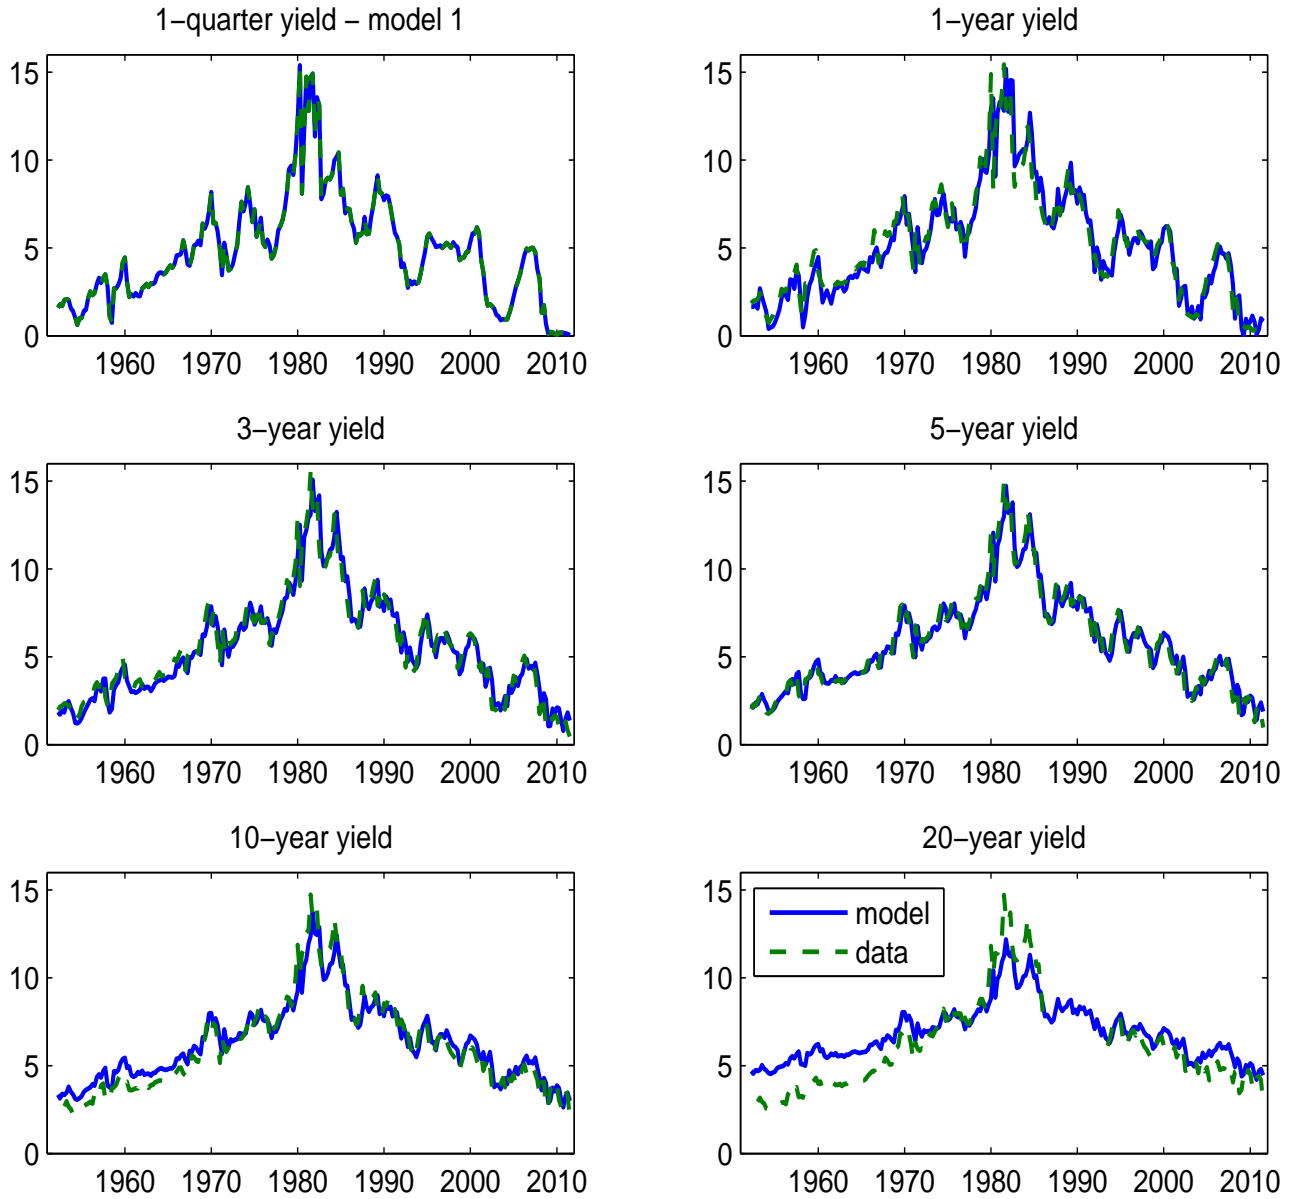 1−quarter yield − model 1
15
10
5
0
1960 1970 1980 1990 2000 2010
1−year yield
15
10
5
0
1960 1970 1980 1990 2000 2010
3−year yield
15
10
5
0
1960 1970 1980 1990 2000 2010
5−year yield
15
10
5
0
1960 1970 1980 1990 2000 2010
10−year yield
15
10
5
0
1960 1970 1980 1990 2000 2010
20−year yield
15
10
5
0
model
data
1960 1970 1980 1990 2000 2010